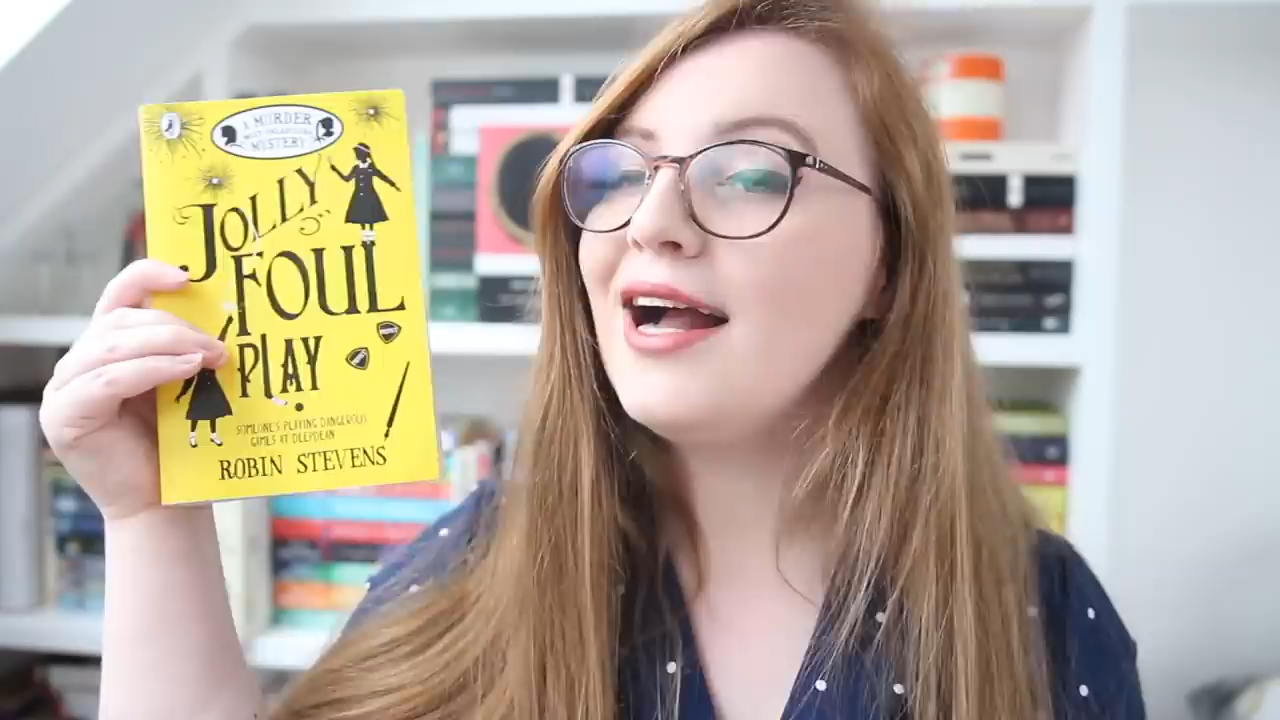 A MURDER
MOST UNLADYLIKE
MYSTERY
JOLLY
FOUL
PLAY
SOMEONE'S PLAYING DANGEROUS
GAMES AT DEEPDEAN
ROBIN STEVENS